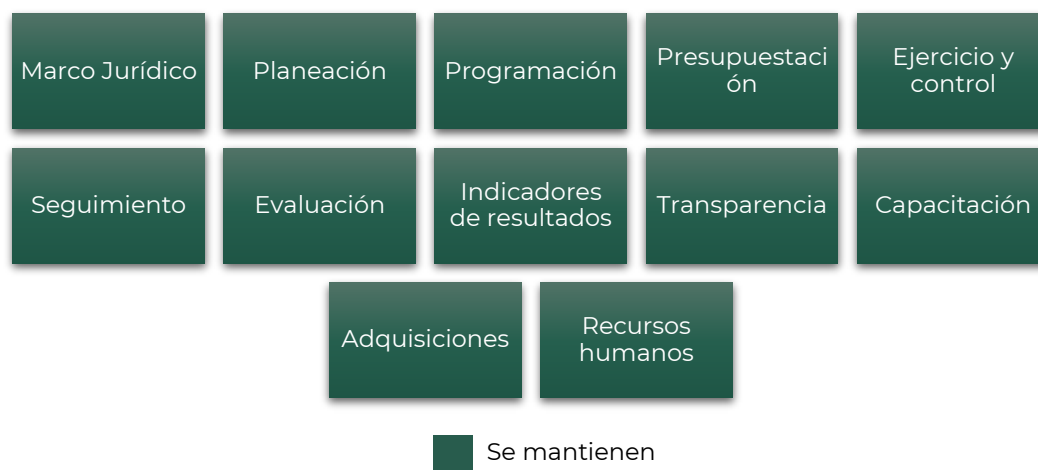 Marco Jurídico
Planeación
Programación
Presupuestaci
ón
Ejercicio y
control
Seguimiento
Evaluación
Indicadores
de resultados
Transparencia
Capacitación
Adquisiciones
Recursos
humanos
Se mantienen